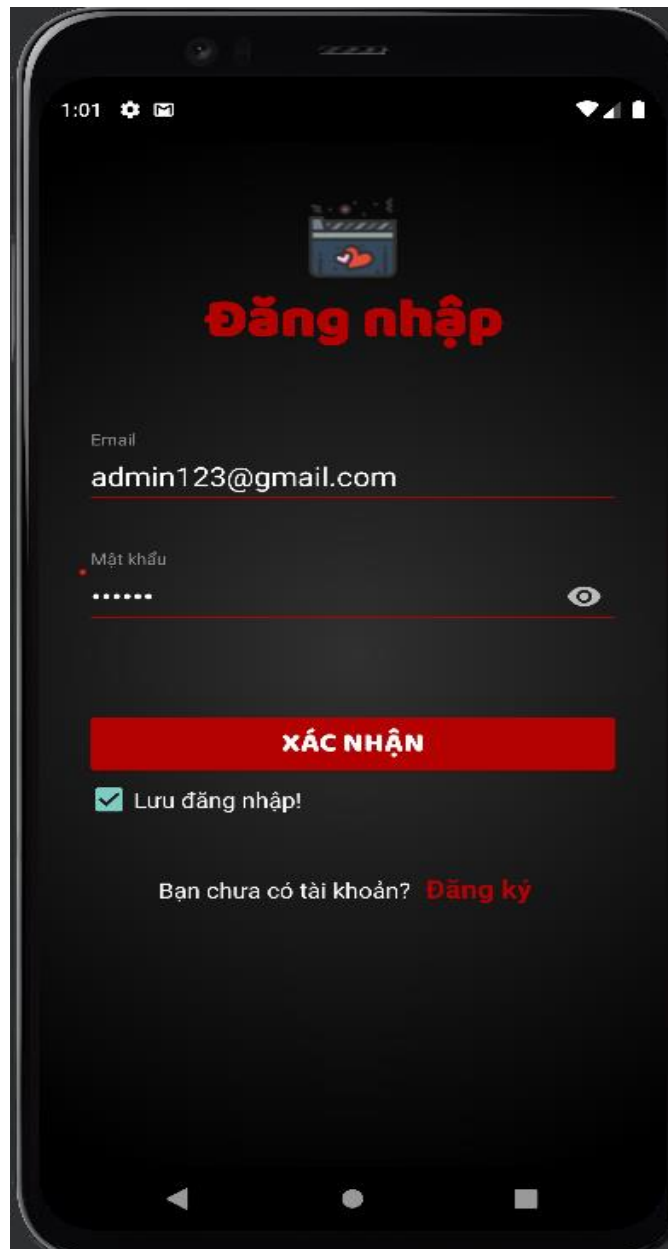 1:01
Đăng nhập
Email
admin123@gmail.com
Mật khẩu
••••••
XÁC NHẬN
Lưu đăng nhập!
Bạn chưa có tài khoản? Đăng ký